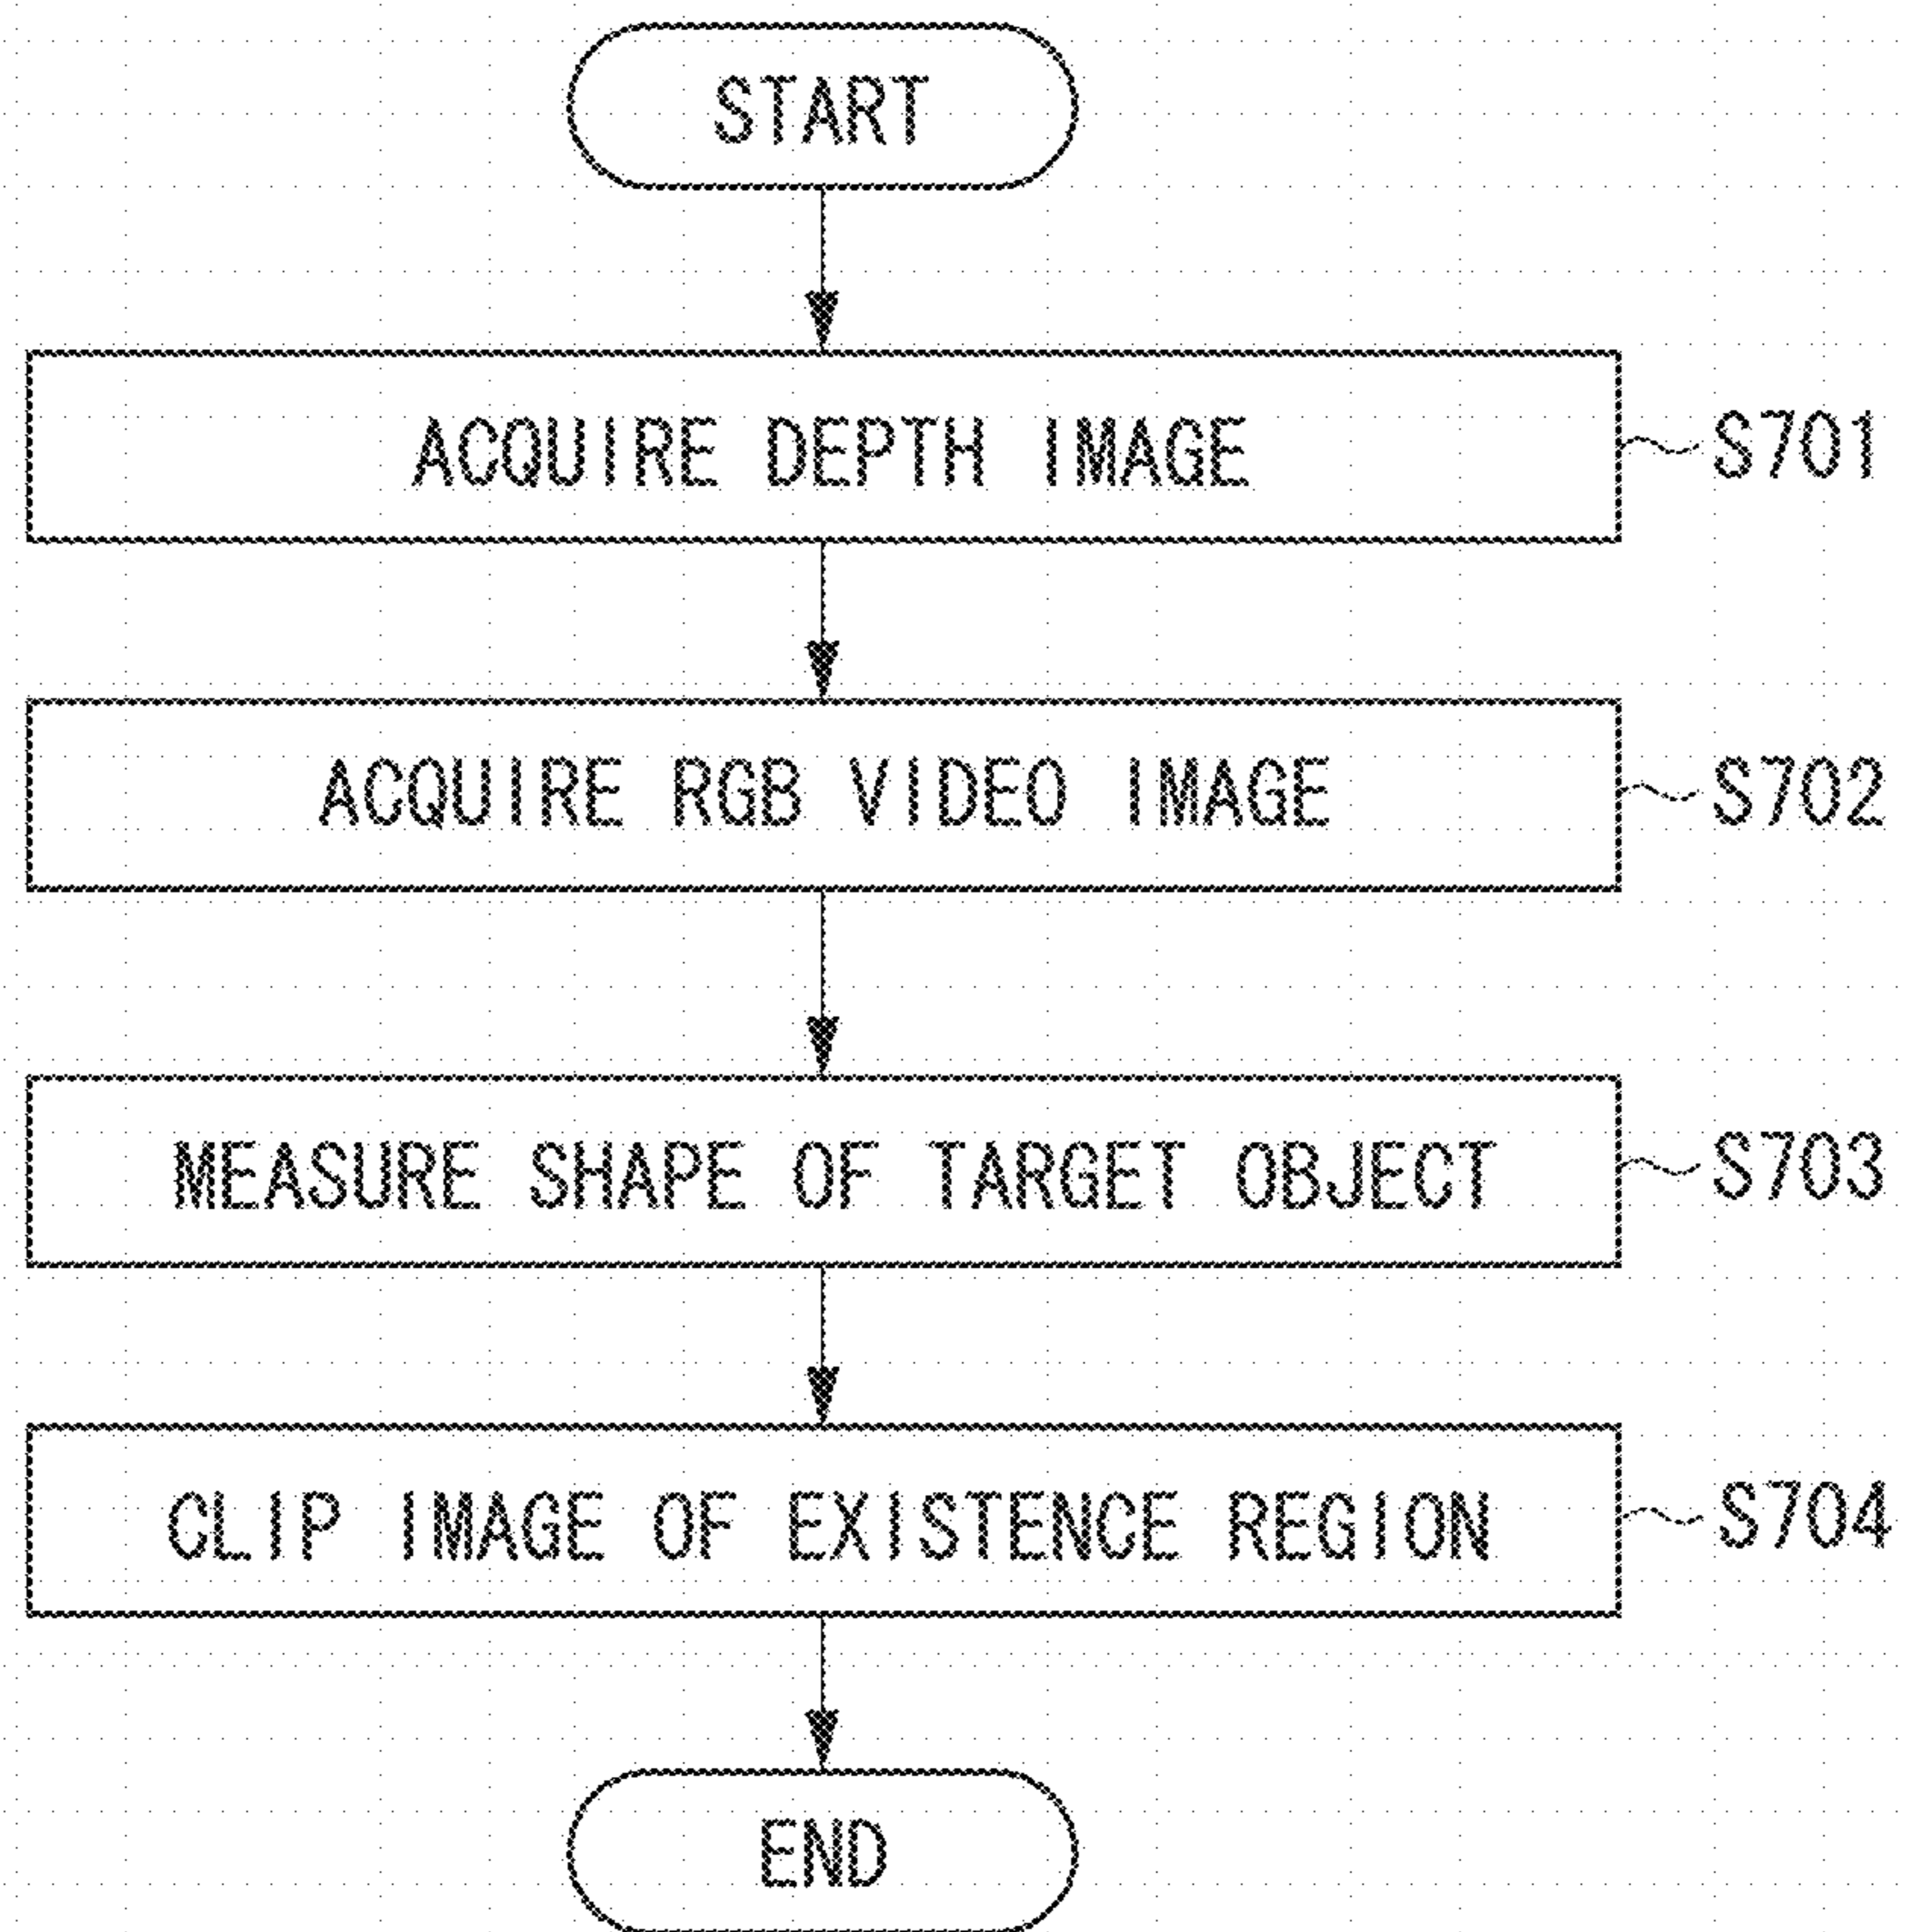 START
ACQUIRE DEPTH IMAGE
S701
ACQUIRE RGB VIDEO IMAGE
S702
MEASURE SHAPE OF TARGET OBJECT
S703
CLIP IMAGE OF EXISTENCE REGION
S704
END